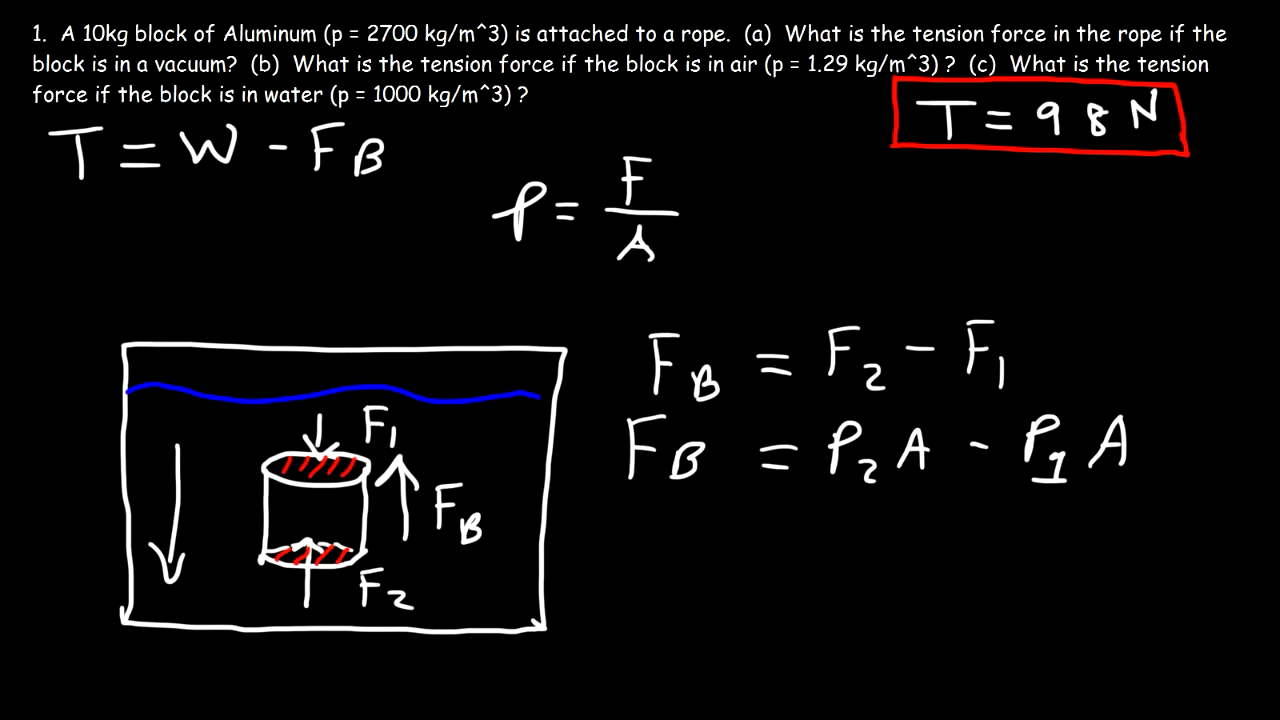 1. A 10kg block of Aluminum (p = 2700 kg/m^3) is attached to a rope. (a) What is the tension force in the rope if the
block is in a vacuum? (b) What is the tension force if the block is in air (p = 1.29 kg/m^3) ? (c) What is the tension
force if the block is in water (p = 1000 kg/m^3) ?
T = 98 N
T = W - FB
P = F
A
FB = F2 - F1
FB = P2 A - P1 A
F1
FB
F2